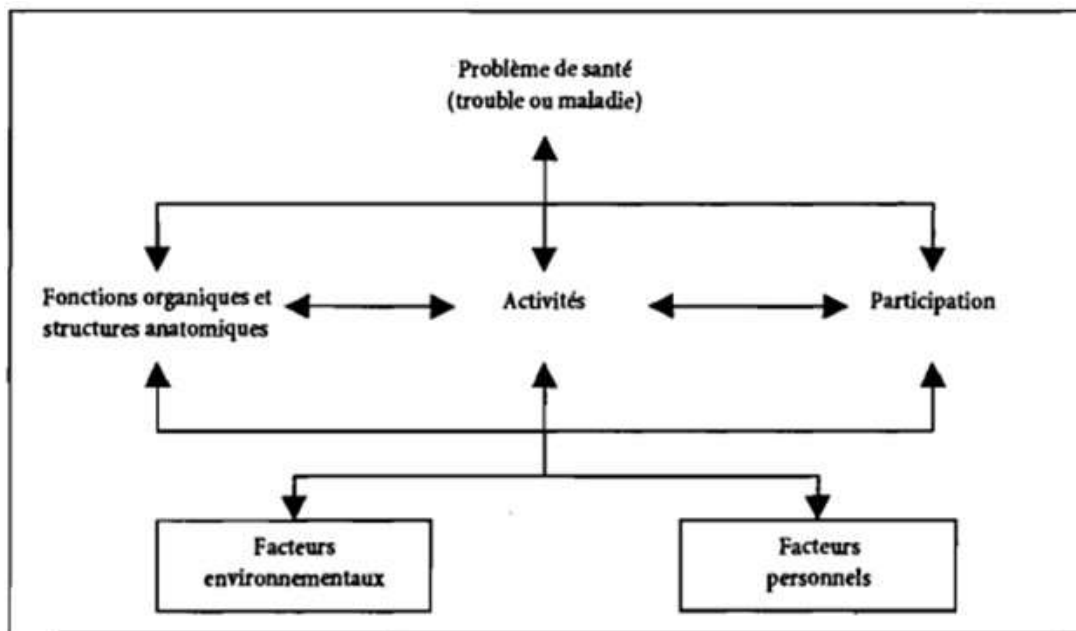 Problème de santé
(trouble ou maladie)
Fonctions organiques et
structures anatomiques
Activités
Participation
Facteurs
environnementaux
Facteurs
personnels